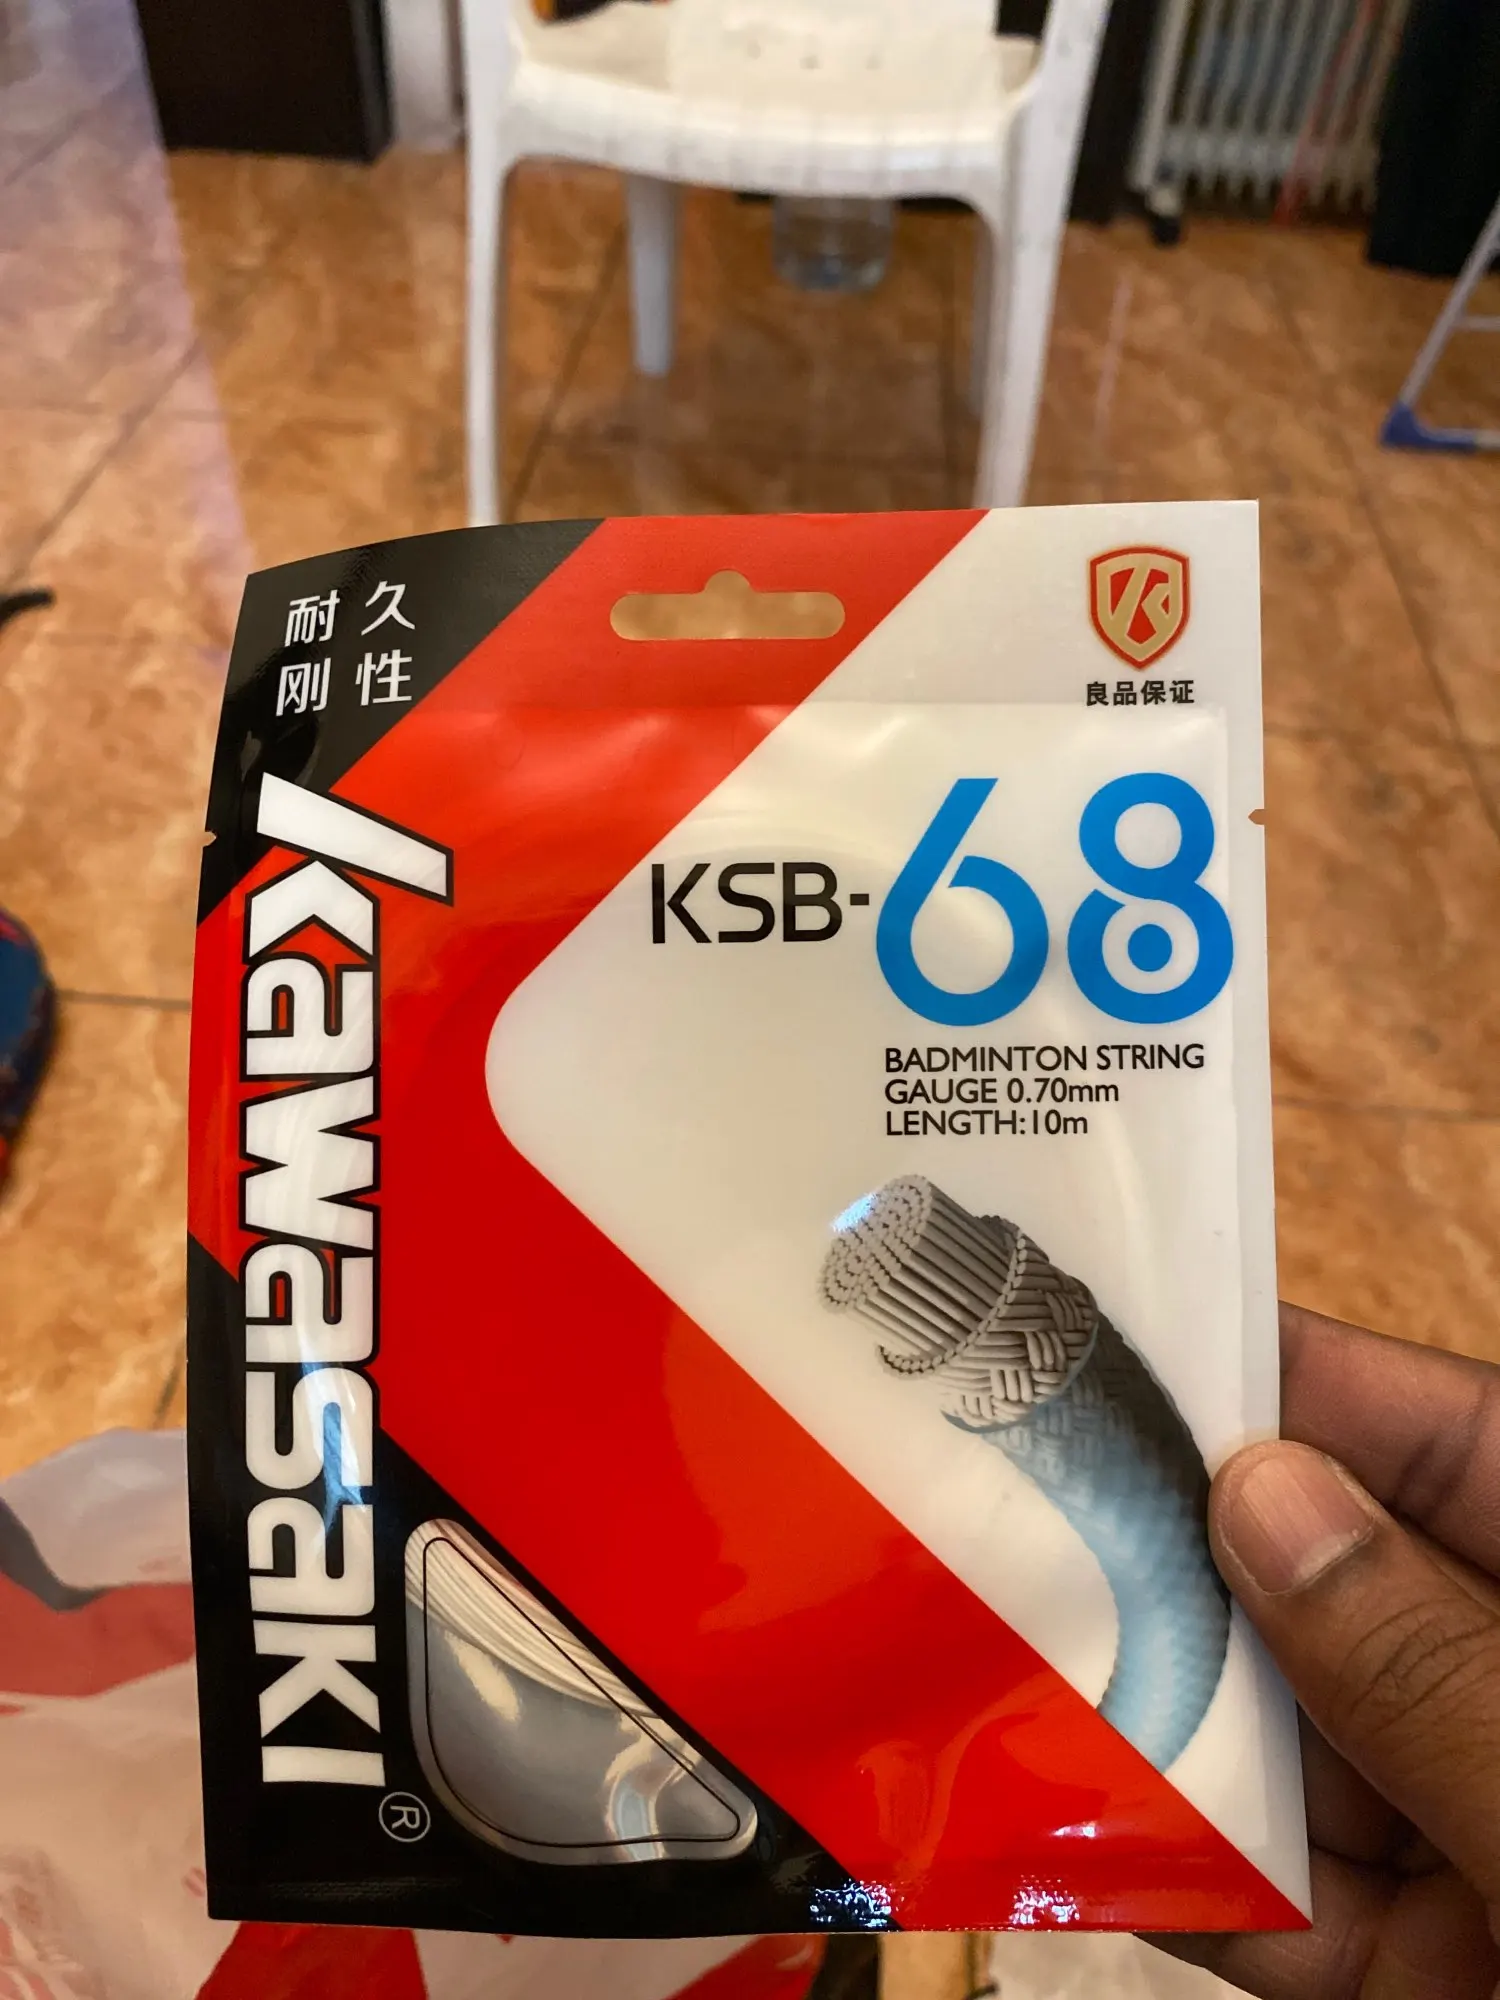 耐久
刚性
良品保证
KSB-68
BADMINTON STRING
GAUGE 0.70mm
LENGTH:10m
Kawasaki®